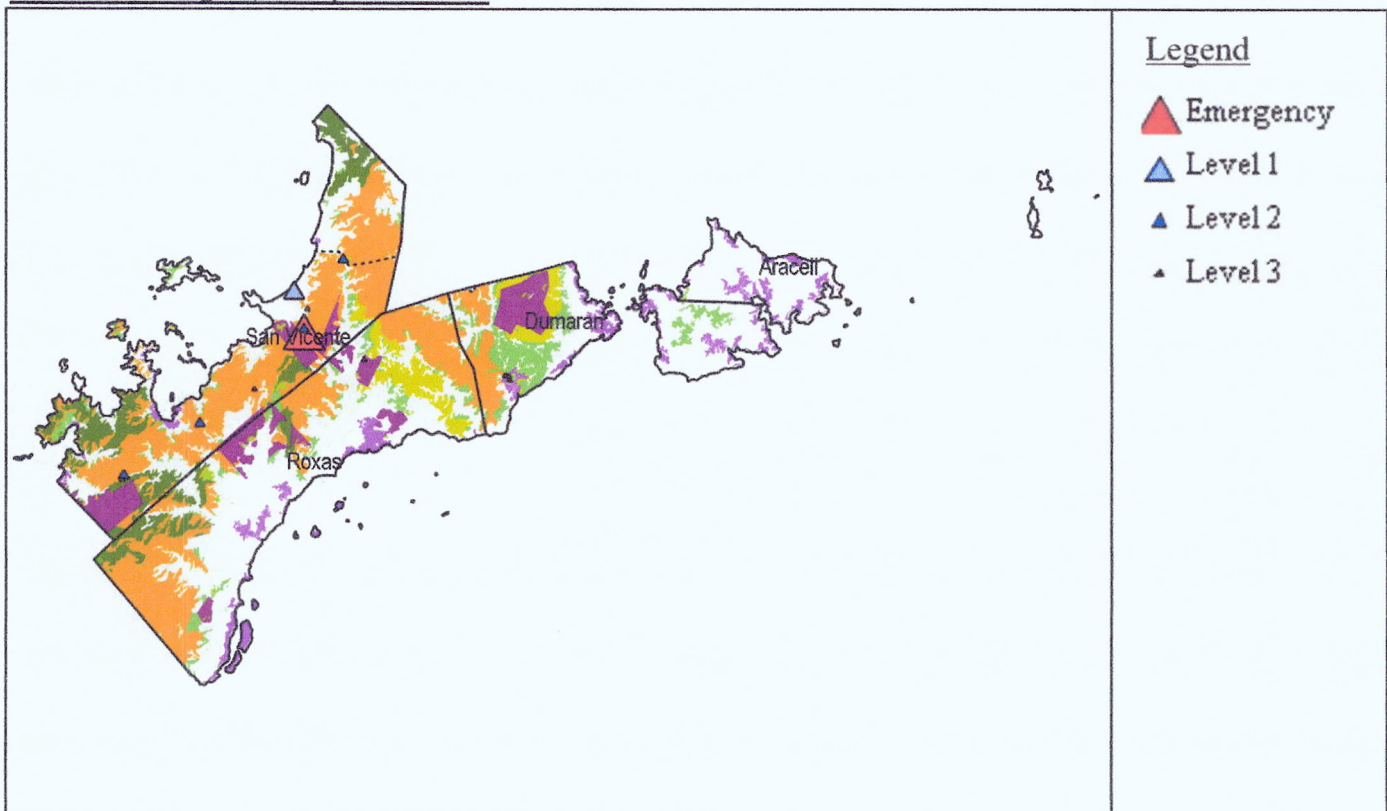 Legend
Emergency
Level 1
Level 2
Level 3
Araceli
Dumaran
San Vicente
Roxas